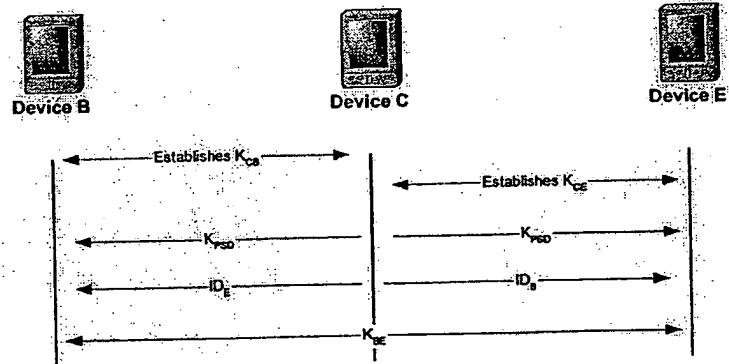 Device B
Device C
Device E
Establishes K_CB
Establishes K_CE
K_PSD
K_PSD
ID_E
ID_B
K_BE